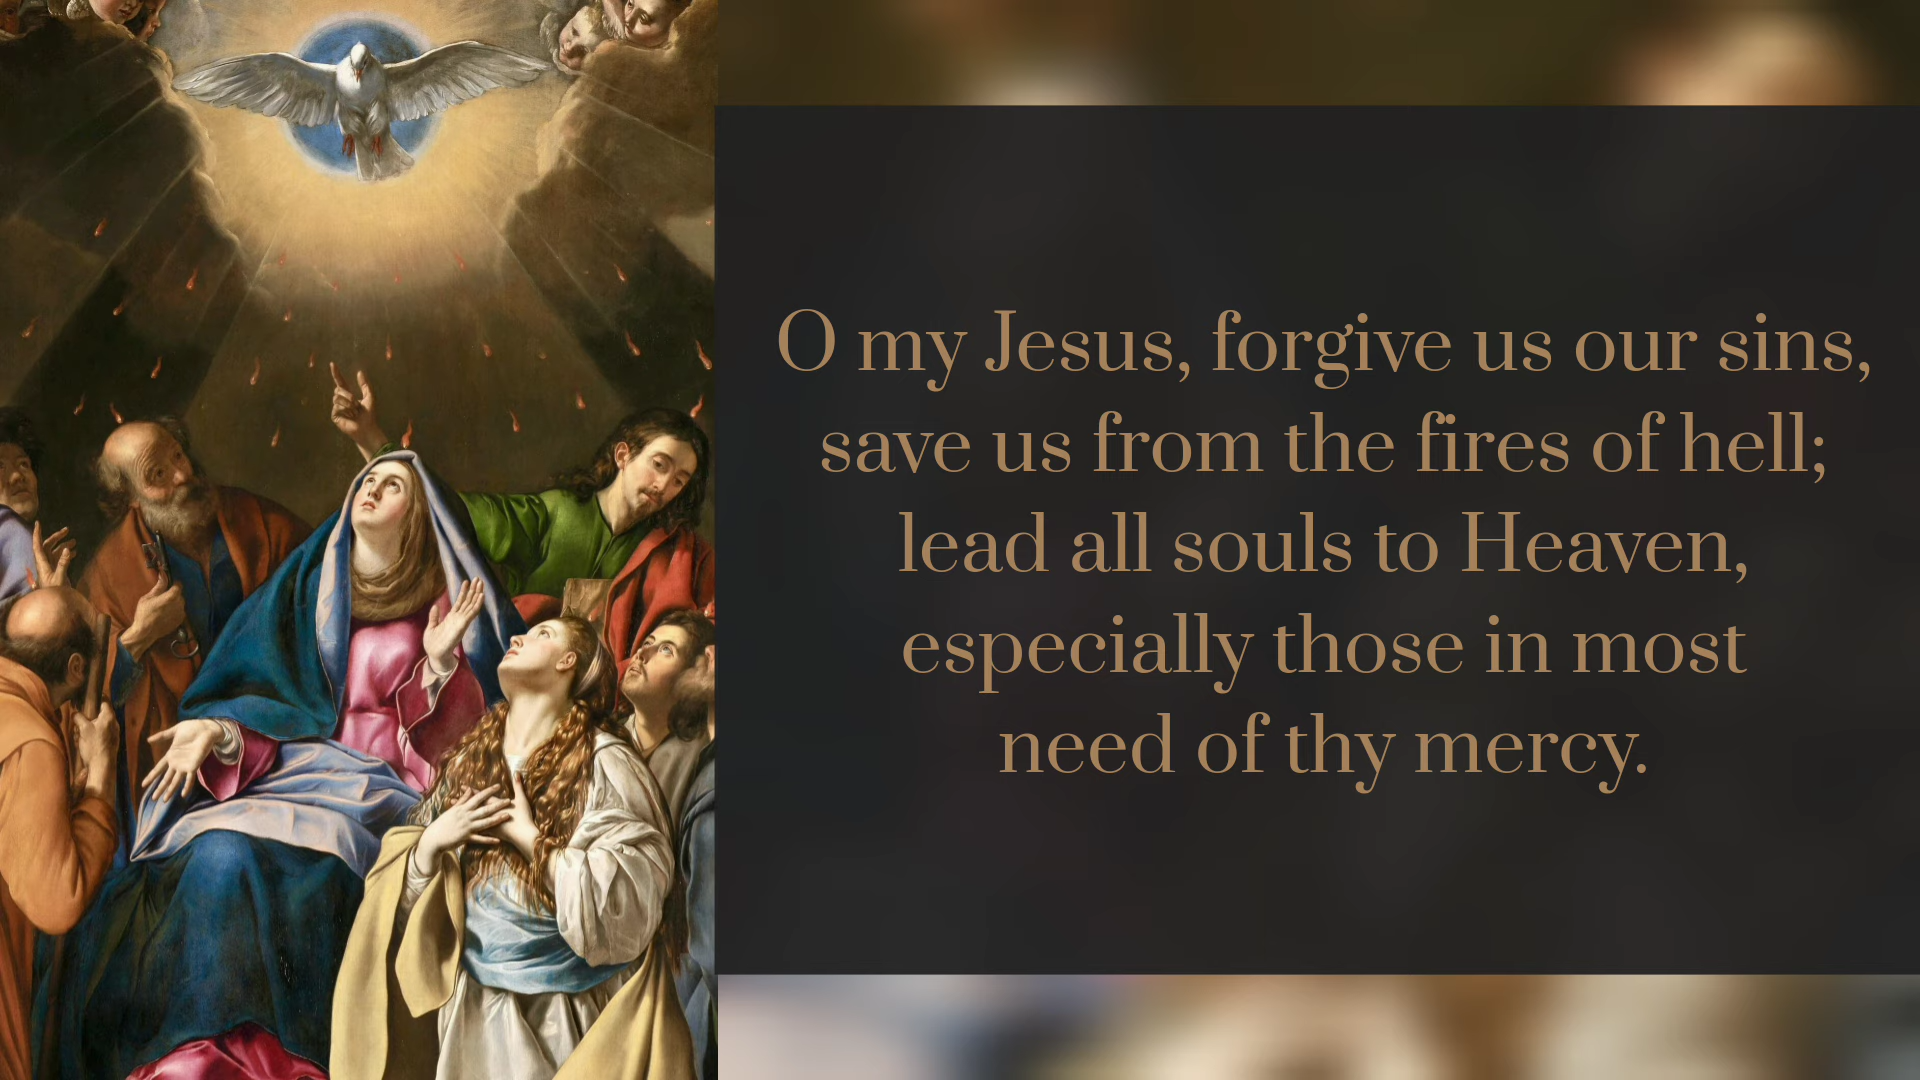 O my Jesus, forgive us our sins,
save us from the fires of hell;
lead all souls to Heaven,
especially those in most
need of thy mercy.